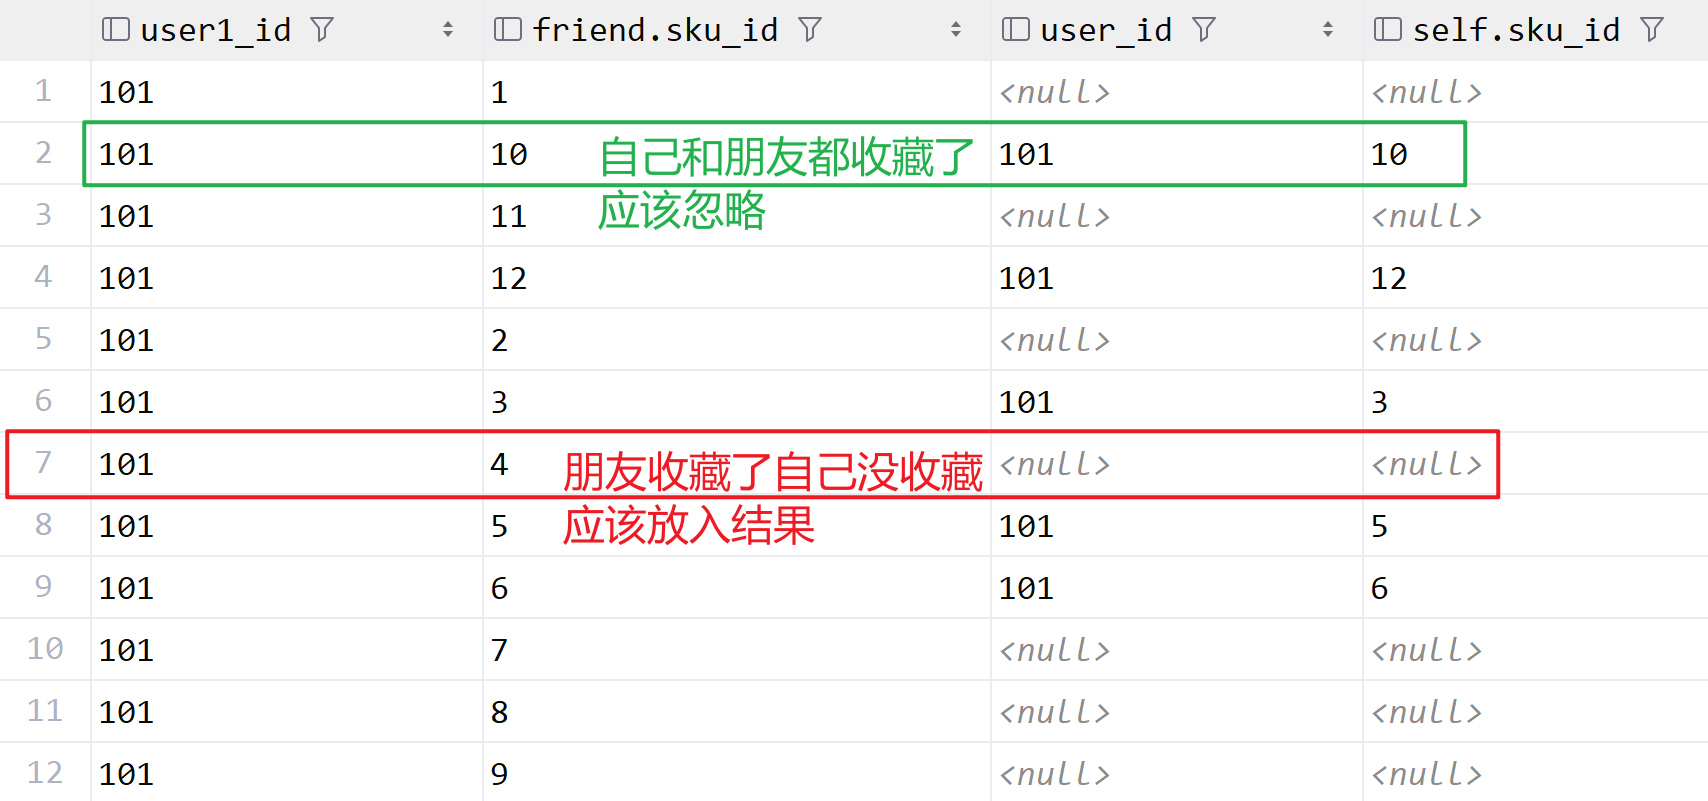 user1_id friend.sku_id user_id self.sku_id
1 101 1 <null> <null>
2 101 10 自己和朋友都收藏了 101 10
应该忽略
3 101 11 <null> <null>
4 101 12 101 12
5 101 2 <null> <null>
6 101 3 101 3
7 101 4 朋友收藏了自己没收藏 <null> <null>
应该放入结果
8 101 5 101 5
9 101 6 101 6
10 101 7 <null> <null>
11 101 8 <null> <null>
12 101 9 <null> <null>